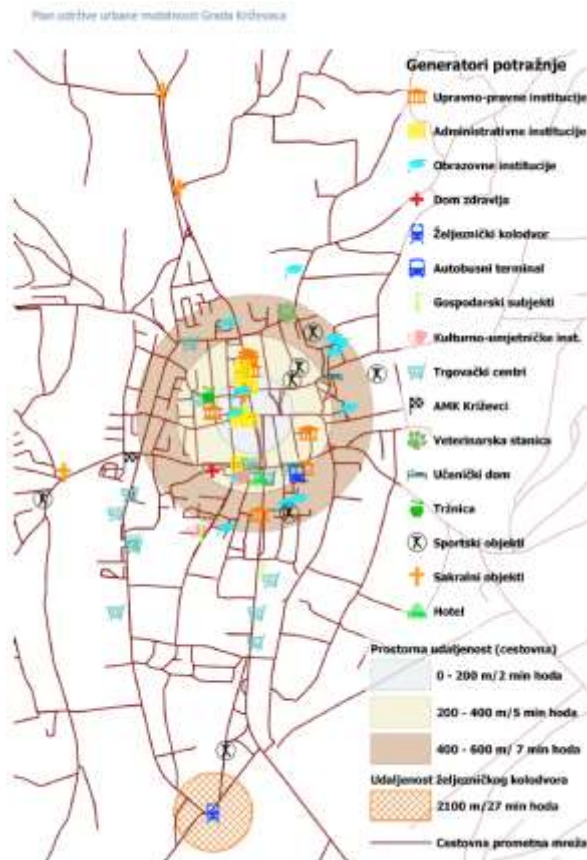 Plan održive urbane mobilnosti Grada Križevaca
Generatori potražnje
Upravno-pravne institucije
Administrativne institucije
Obrazovne institucije
Dom zdravlja
Željeznički kolodvor
Autobusni terminal
Gospodarski subjekti
Kulturno-umjetničke inst.
Trgovački centri
AMK Križevci
Veterinarska stanica
Učenički dom
Tržnica
Sportski objekti
Sakralni objekti
Hotel
Prostorna udaljenost (cestovna)
0 - 200 m/2 min hoda
200 - 400 m/5 min hoda
400 - 600 m/ 7 min hoda
Udaljenost željezničkog kolodvora
2100 m/27 min hoda
Cestovna prometna mreža